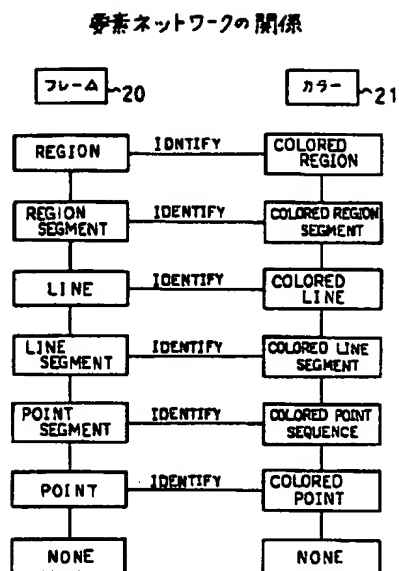 要素ネットワークの関係
フレーム 20
カラー 21
REGION
IDNTIFY
COLORED
REGION
REGION
SEGMENT
IDENTIFY
COLORED REGION
SEGMENT
LINE
IDENTIFY
COLORED
LINE
LINE
SEGMENT
IDENTIFY
COLORED LINE
SEGMENT
POINT
SEGMENT
IDENTIFY
COLORED POINT
SEQUENCE
POINT
IDENTIFY
COLORED
POINT
NONE
NONE